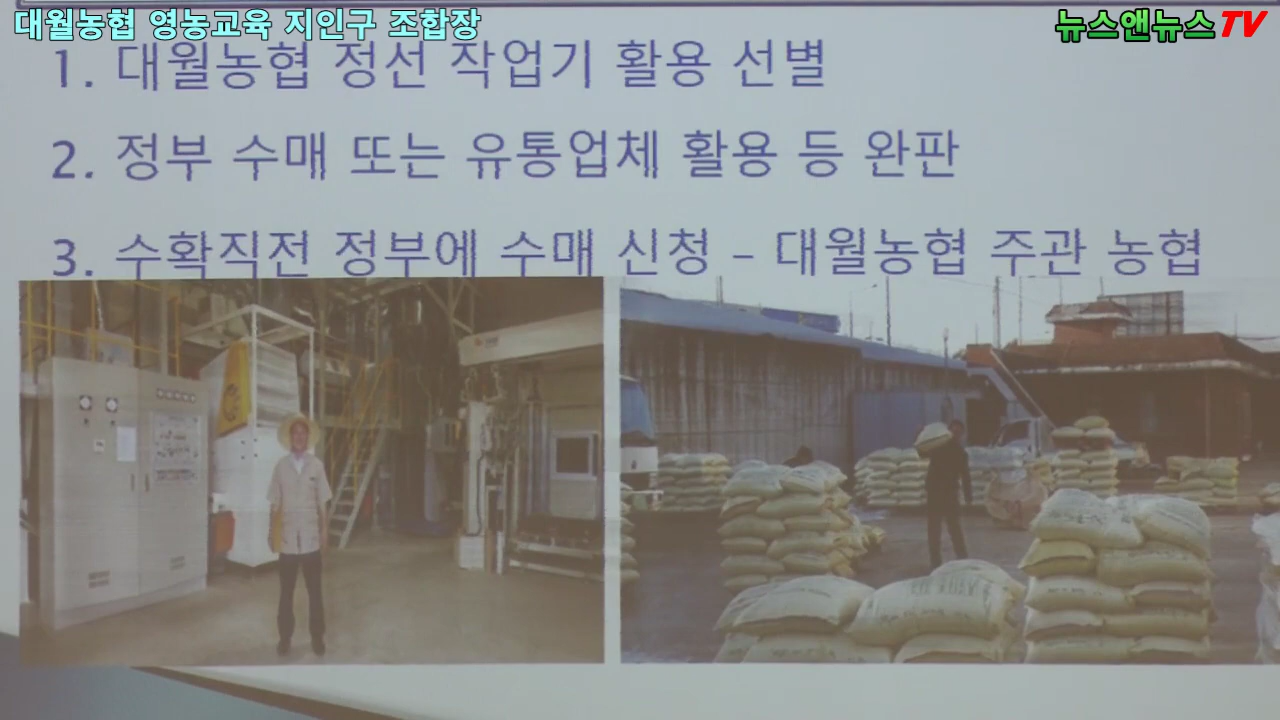 대월농협 영농교육 지인구 조합장
뉴스앤뉴스TV
1. 대월농협 정선 작업기 활용 선별
2. 정부 수매 또는 유통업체 활용 등 완판
3. 수확직전 정부에 수매 신청 – 대월농협 주관 농협